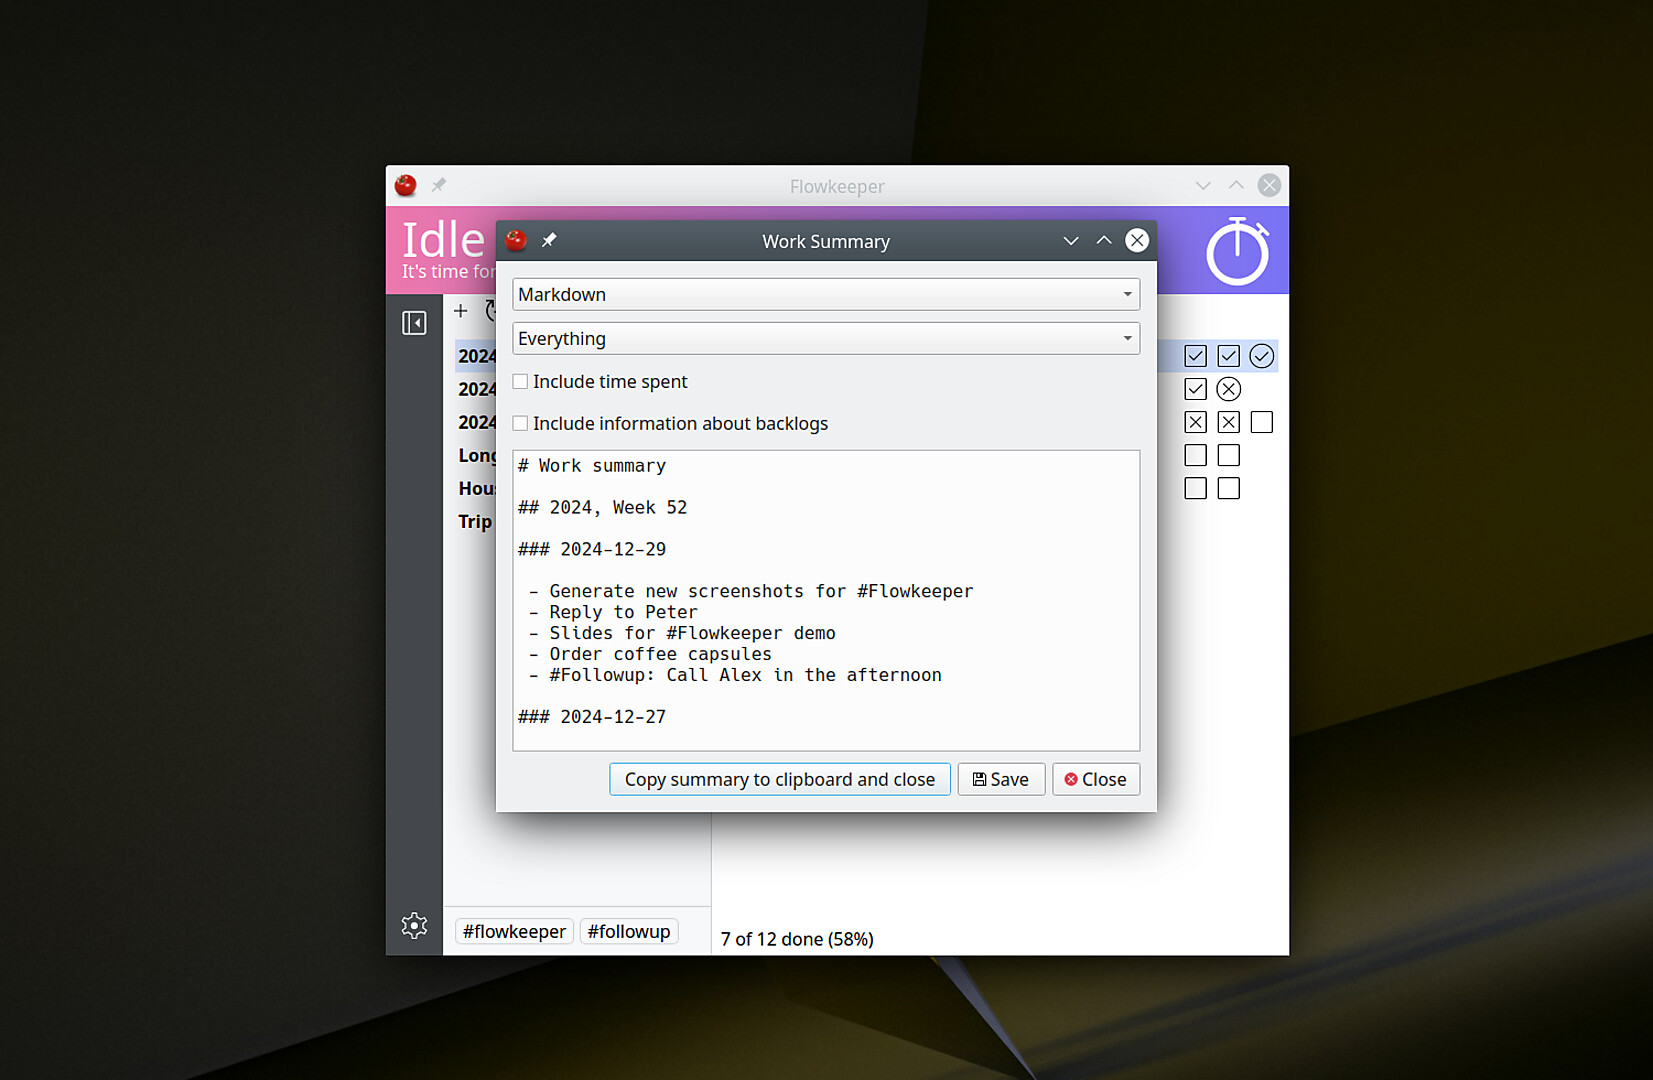 Flowkeeper
Idle
It's time for
Work Summary
Markdown
Everything
Include time spent
Include information about backlogs
# Work summary
## 2024, Week 52
### 2024-12-29
- Generate new screenshots for #Flowkeeper
- Reply to Peter
- Slides for #Flowkeeper demo
- Order coffee capsules
- #Followup: Call Alex in the afternoon
### 2024-12-27
Copy summary to clipboard and close
Save
Close
2024
2024
2024
Long
Hou
Trip
#flowkeeper
#followup
7 of 12 done (58%)